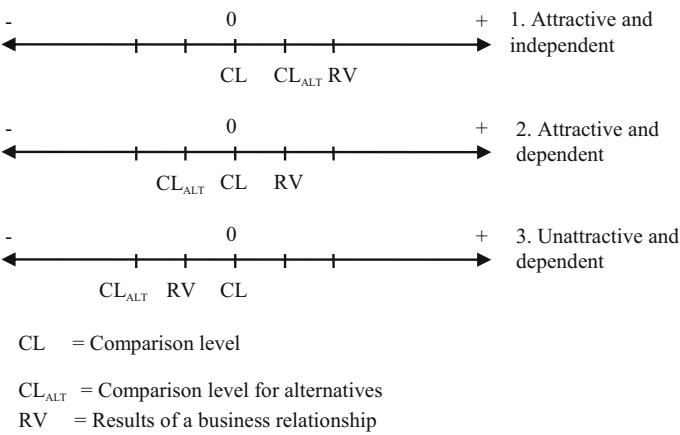 - 0 + 1. Attractive and
independent
CL CL_ALT RV
- 0 + 2. Attractive and
dependent
CL_ALT CL RV
- 0 + 3. Unattractive and
dependent
CL_ALT RV CL
CL = Comparison level
CL_ALT = Comparison level for alternatives
RV = Results of a business relationship